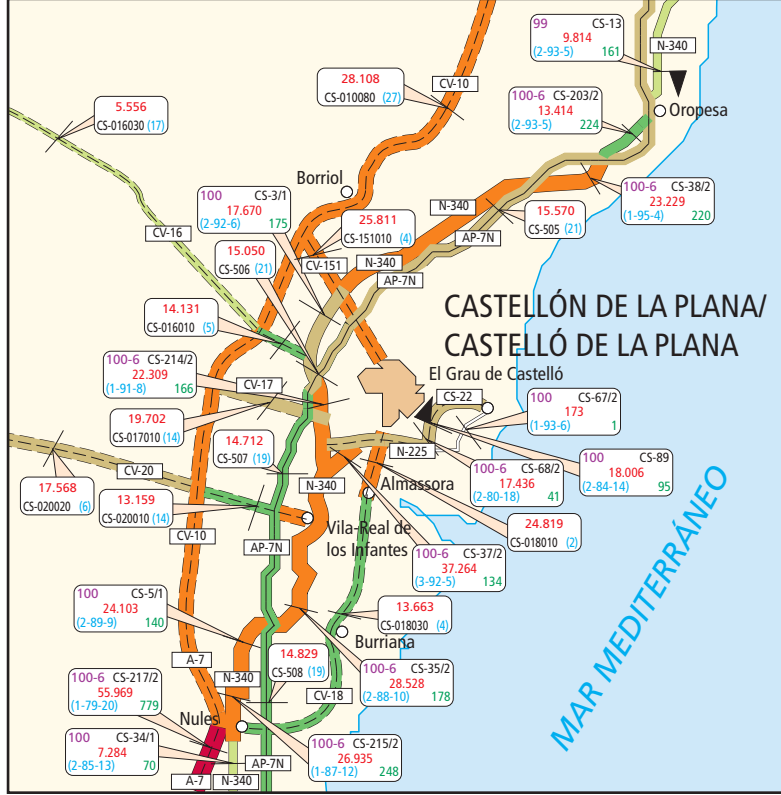 99 CS-13
9.814
(2-93-5) 161
N-340
28.108
CS-010080 (27)
CV-10
100-6 CS-203/2
13.414
(2-93-5) 224
Oropesa
5.556
CS-016030 (17)
Borriol
100 CS-3/1
17.670
(2-92-6) 175
25.811
CS-151010 (4)
N-340
15.570
CS-505 (21)
100-6 CS-38/2
23.229
(1-95-4) 220
CV-16
AP-7N
15.050
CS-506 (21)
CV-151
N-340
AP-7N
14.131
CS-016010 (5)
CASTELLÓN DE LA PLANA/
CASTELLÓ DE LA PLANA
100-6 CS-214/2
22.309
(1-91-8) 166
El Grau de Castelló
CV-17
CS-22
100 CS-67/2
173
(1-93-6) 1
19.702
CS-017010 (14)
14.712
CS-507 (19)
N-225
100-6 CS-68/2
17.436
(2-80-18) 41
100 CS-89
18.006
(2-84-14) 95
CV-20
17.568
CS-020020 (6)
13.159
CS-020010 (14)
N-340
Almassora
24.819
CS-018010 (2)
CV-10
Vila-Real de
los Infantes
AP-7N
100-6 CS-37/2
37.264
(3-92-5) 134
MAR MEDITERRÁNEO
100 CS-5/1
24.103
(2-89-9) 140
13.663
CS-018030 (4)
Burriana
A-7
14.829
CS-508 (19)
100-6 CS-35/2
28.528
(2-88-10) 178
100-6 CS-217/2
55.969
(1-79-20) 779
N-340
CV-18
Nules
100 CS-34/1
7.284
(2-85-13) 70
100-6 CS-215/2
26.935
(1-87-12) 248
AP-7N
A-7
N-340